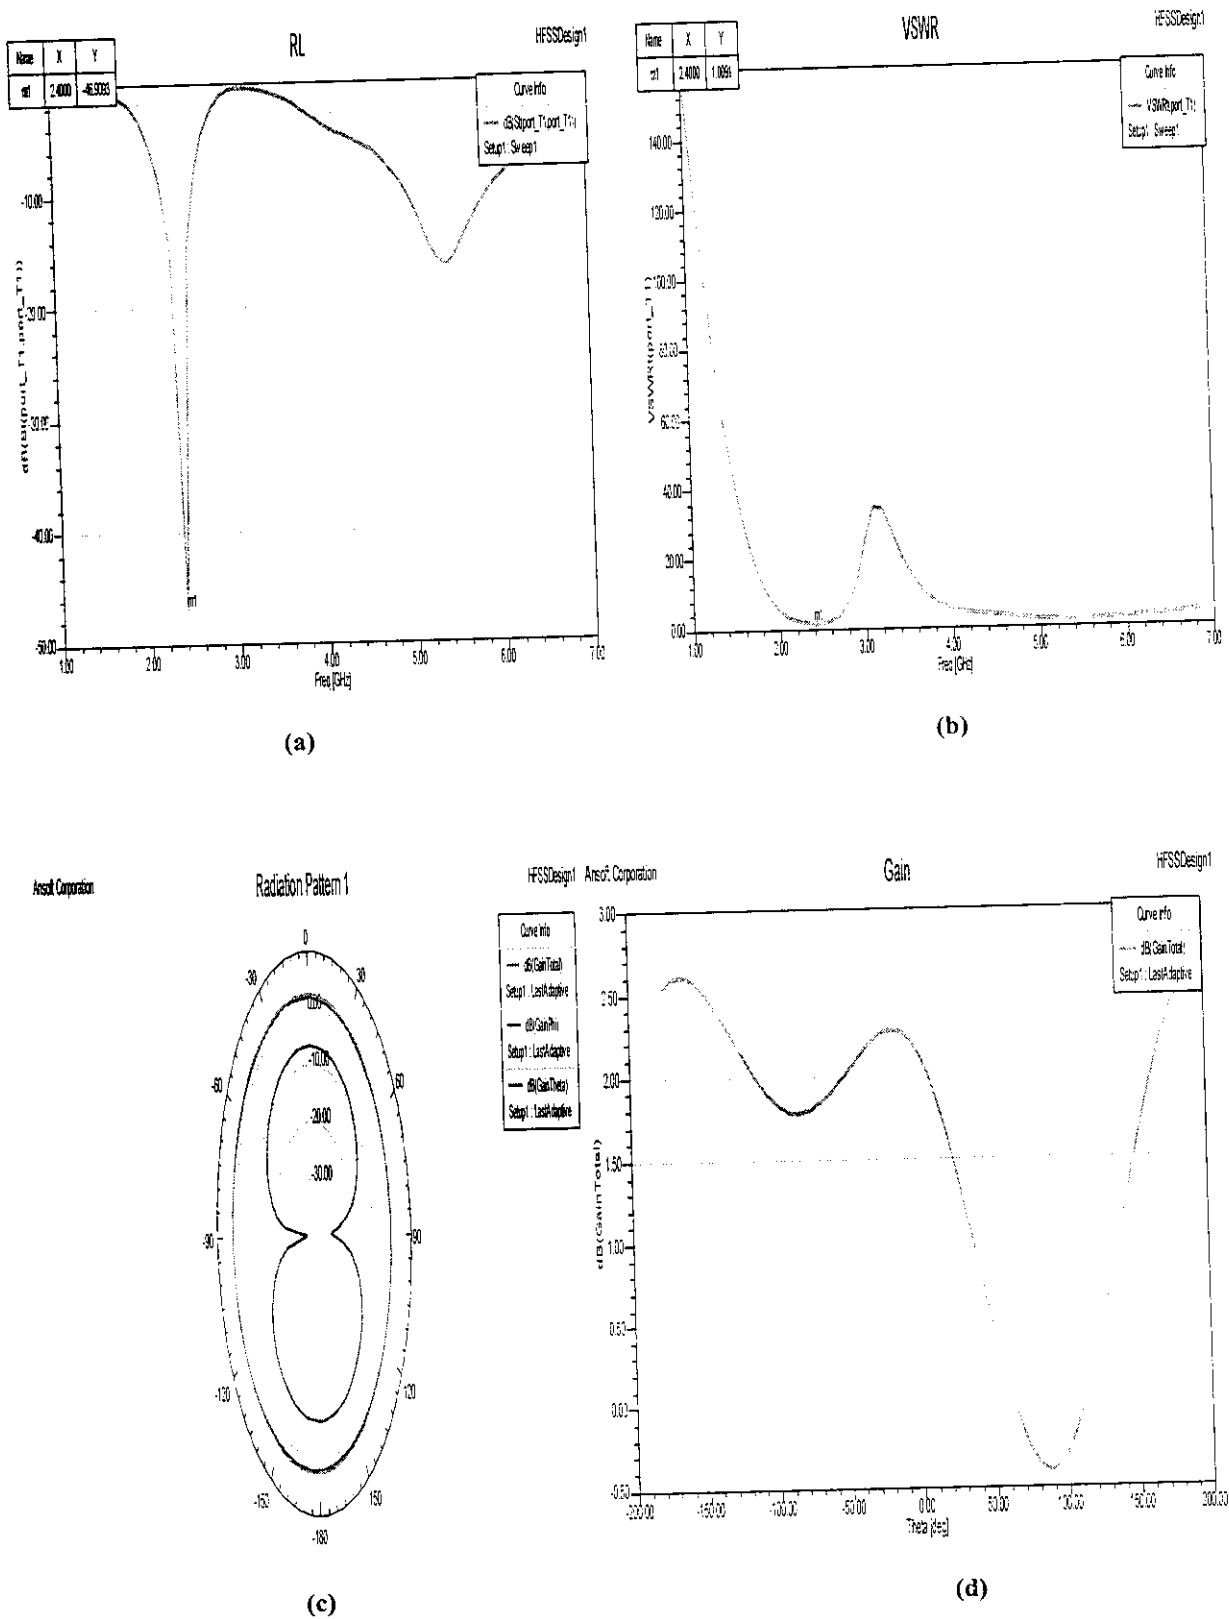 RL
HFSSDesign1
Name X Y
m1 2.4000
Curve Info
Setup1 : Sweep1
-10.00
-20.00
-40.00
-50.00
m1
1.00 2.00 3.00 4.00 5.00 6.00 7.00
Freq [GHz]
(a)
VSWR
HFSSDesign1
Name X Y
m1 2.4000
Curve Info
Setup1 : Sweep1
140.00
120.00
100.00
80.00
60.00
40.00
20.00
0.00
m1
1.00 2.00 3.00 4.00 5.00 6.00 7.00
Freq [GHz]
(b)
Ansoft Corporation
Radiation Pattern 1
HFSSDesign1
Curve Info
dB(GainTotal)
Setup1 : LastAdaptive
dB(GainPhi)
Setup1 : LastAdaptive
dB(GainTheta)
Setup1 : LastAdaptive
0
-30 30
0.00
-10.00
-60 60
-20.00
-30.00
-90 90
-120 120
-150 150
-180
(c)
Ansoft Corporation
Gain
HFSSDesign1
Curve Info
dB(GainTotal)
Setup1 : LastAdaptive
3.00
2.50
2.00
1.50
1.00
0.50
0.00
-0.50
dB(GainTotal)
-200.00 -150.00 -100.00 -50.00 0.00 50.00 100.00 150.00 200.00
Theta [deg]
(d)